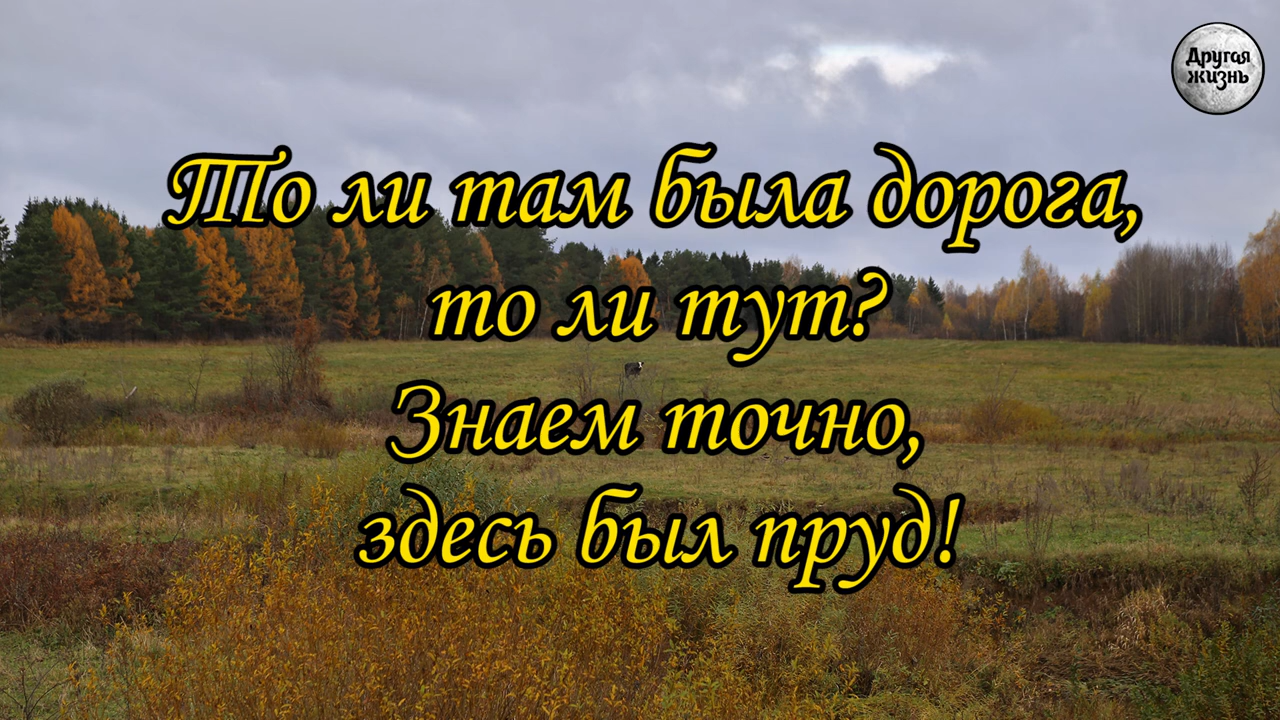 Другая
жизнь
То ли там была дорога,
то ли тут?
Знаем точно,
здесь был пруд!